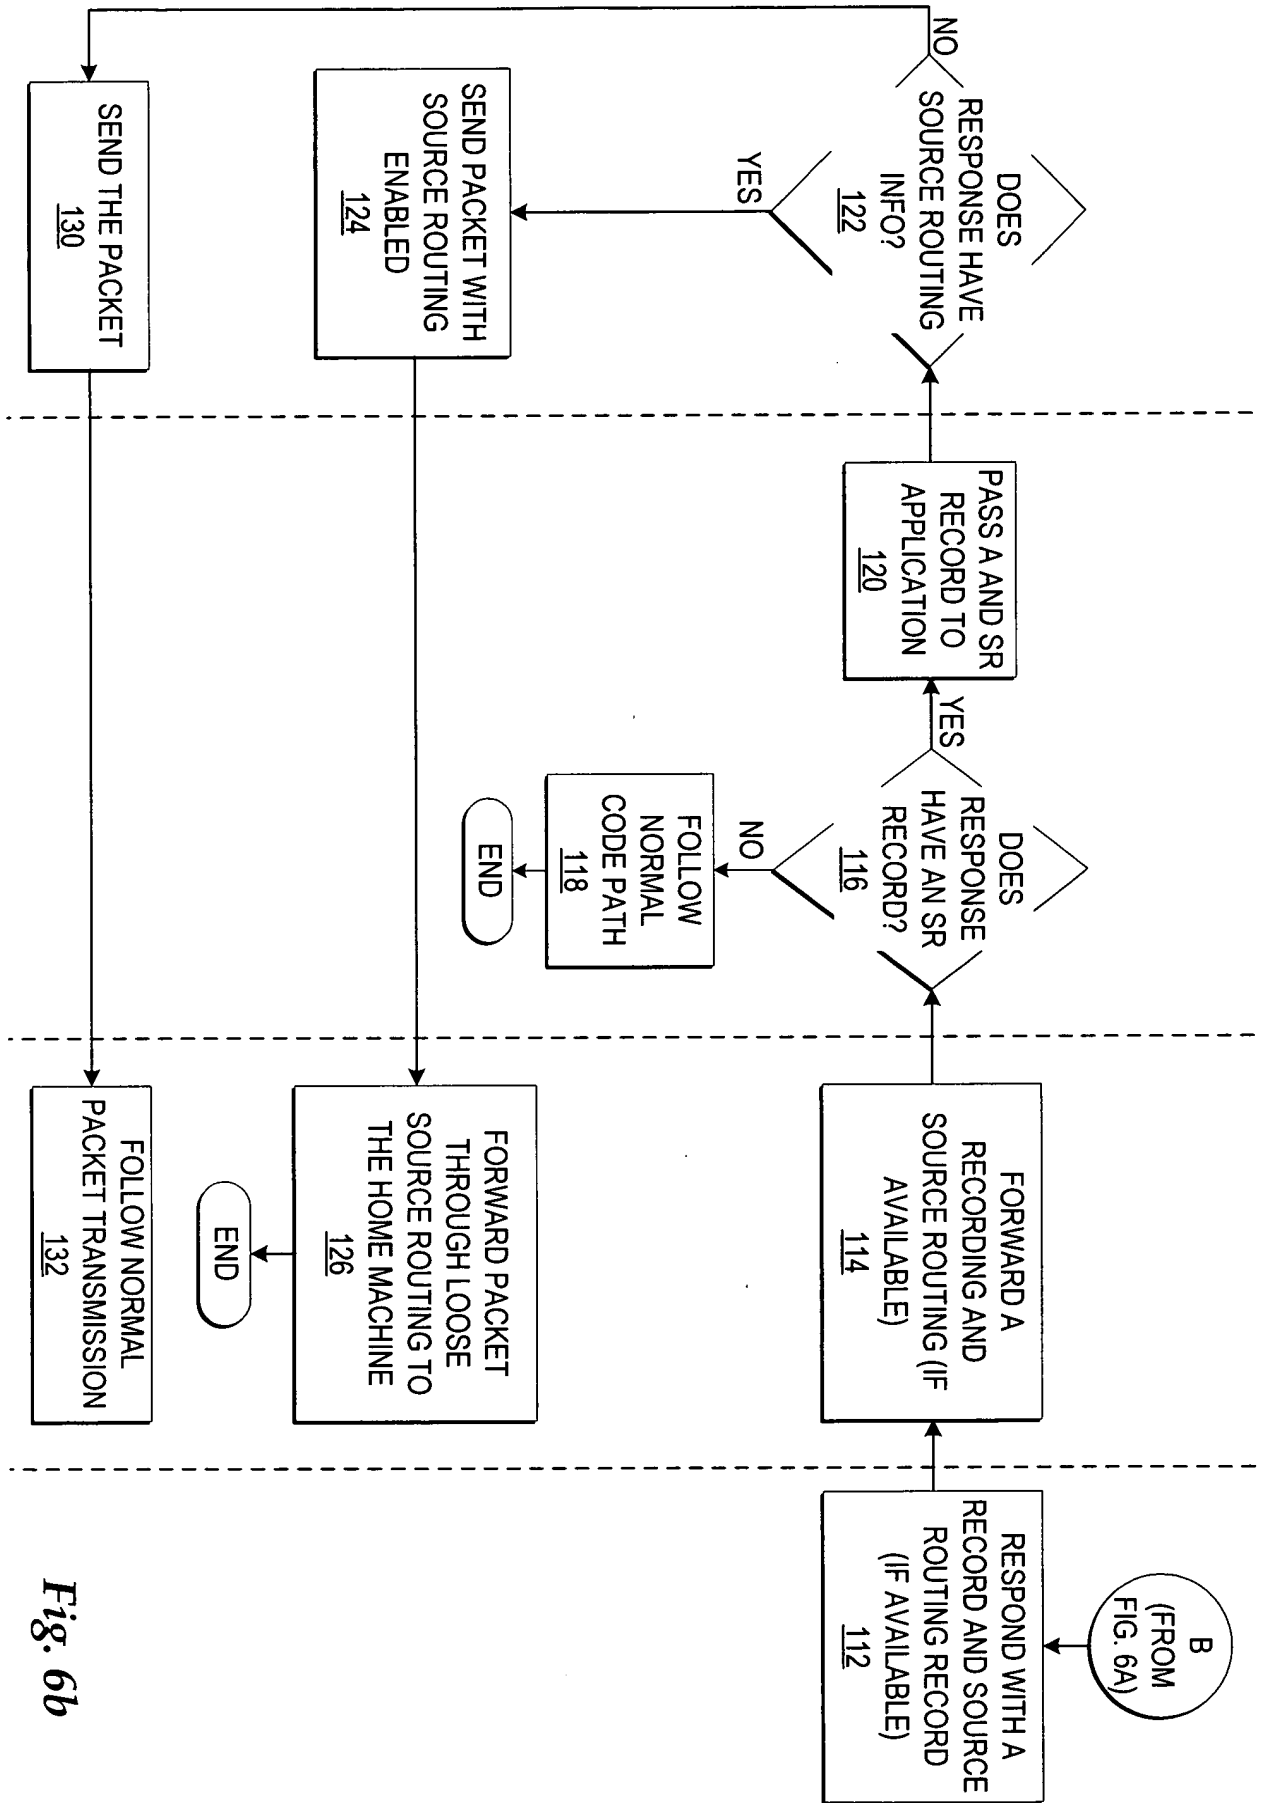 B
(FROM
FIG. 6A)
RESPOND WITH A
RECORD AND SOURCE
ROUTING RECORD
(IF AVAILABLE)
112
FORWARD A
RECORDING AND
SOURCE ROUTING (IF
AVAILABLE)
114
DOES
RESPONSE
HAVE AN SR
RECORD?
116
NO
FOLLOW
NORMAL
CODE PATH
118
END
YES
PASS A AND SR
RECORD TO
APPLICATION
120
DOES
RESPONSE HAVE
SOURCE ROUTING
INFO?
122
YES
SEND PACKET WITH
SOURCE ROUTING
ENABLED
124
FORWARD PACKET
THROUGH LOOSE
SOURCE ROUTING TO
THE HOME MACHINE
126
END
NO
SEND THE PACKET
130
FOLLOW NORMAL
PACKET TRANSMISSION
132
Fig. 6b